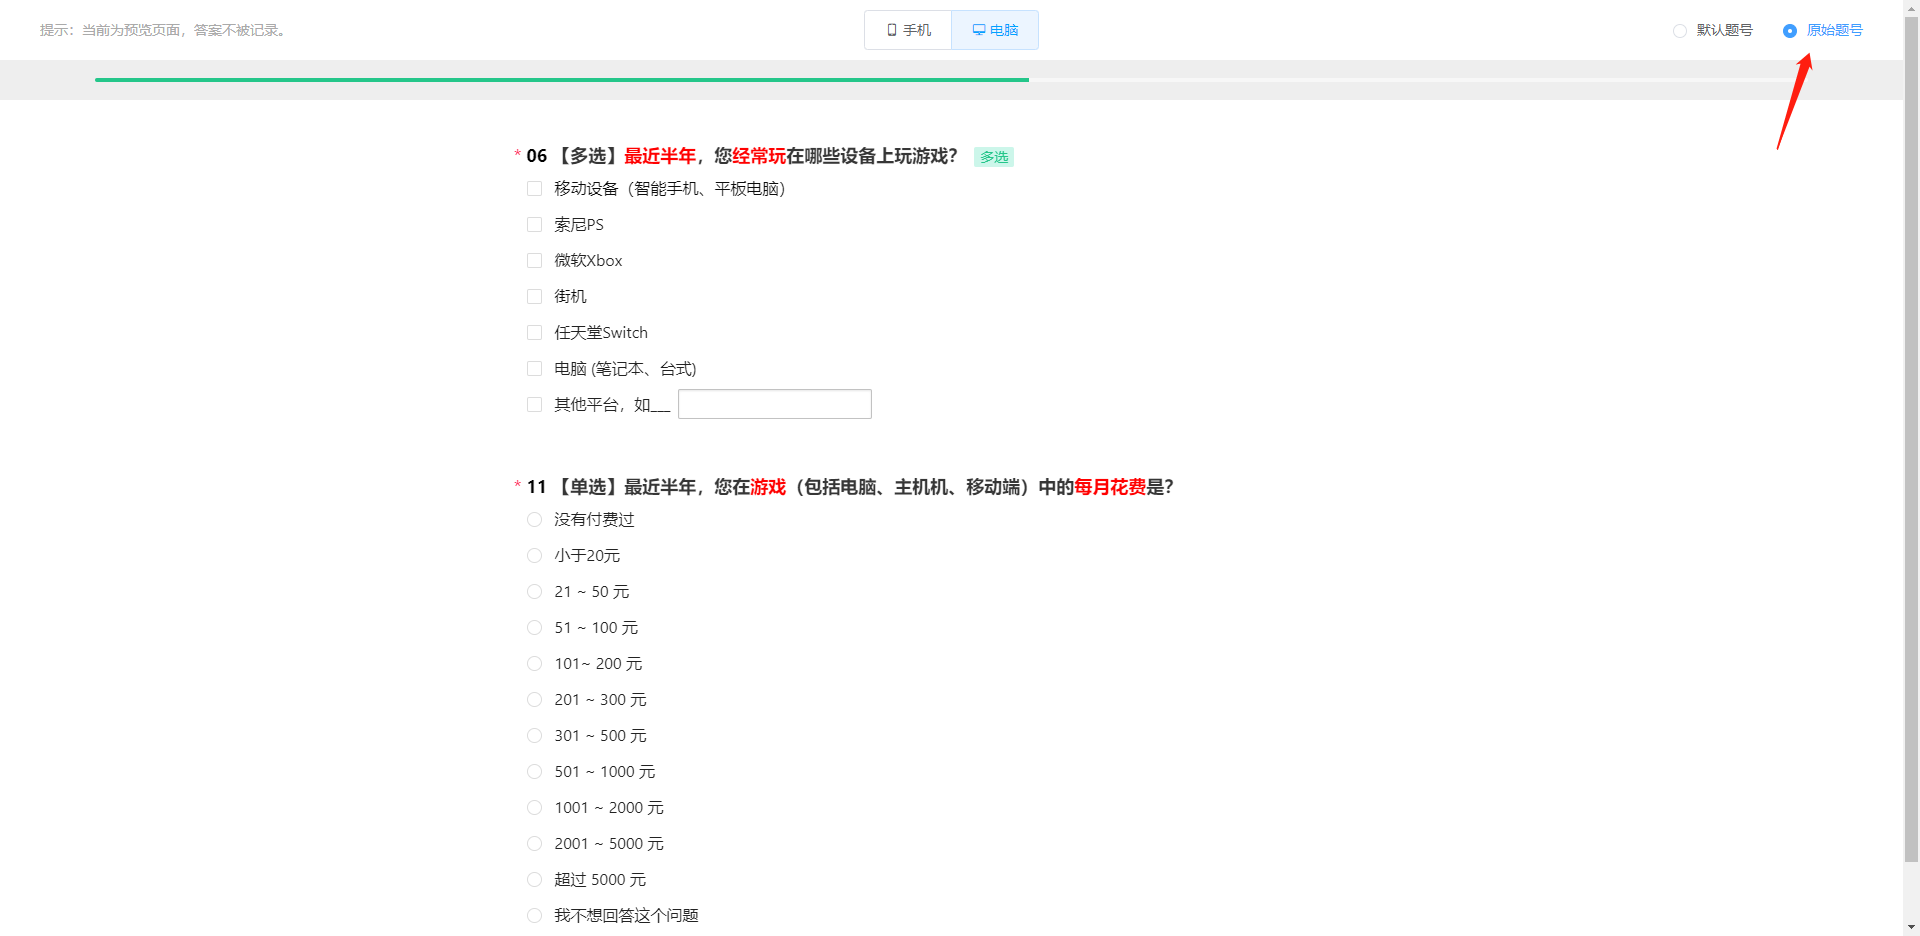 提示：当前为预览页面，答案不被记录。
手机
电脑
默认题号
原始题号
* 06 【多选】最近半年，您经常玩在哪些设备上玩游戏？ 多选
移动设备（智能手机、平板电脑）
索尼PS
微软Xbox
街机
任天堂Switch
电脑 (笔记本、台式)
其他平台，如___
* 11 【单选】最近半年，您在游戏（包括电脑、主机机、移动端）中的每月花费是？
没有付费过
小于20元
21 ~ 50 元
51 ~ 100 元
101~ 200 元
201 ~ 300 元
301 ~ 500 元
501 ~ 1000 元
1001 ~ 2000 元
2001 ~ 5000 元
超过 5000 元
我不想回答这个问题